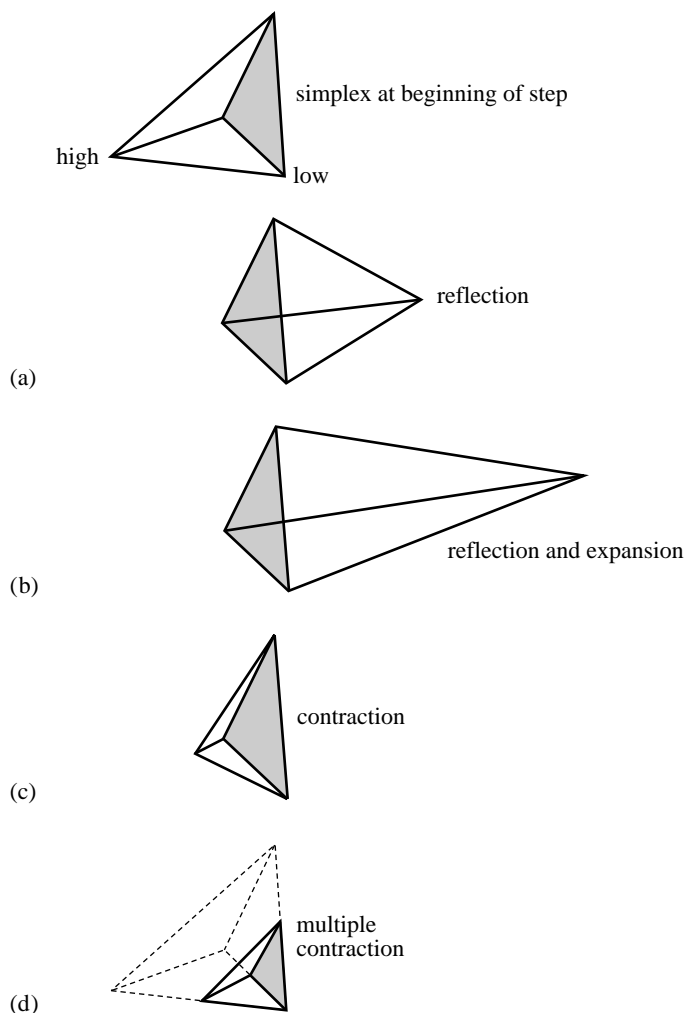 simplex at beginning of step
high
low
reflection
(a)
reflection and expansion
(b)
contraction
(c)
multiple
contraction
(d)